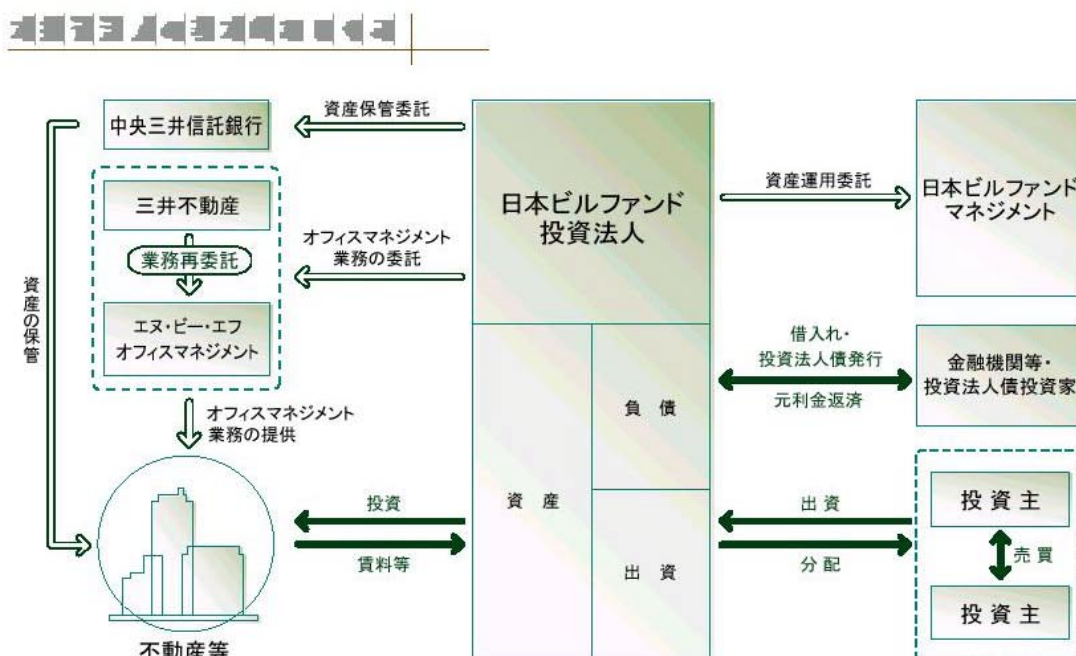 中央三井信託銀行
資産保管委託
三井不動産
業務再委託
エヌ・ビー・エフ
オフィスマネジメント
オフィスマネジメント
業務の委託
資産の保管
オフィスマネジメント
業務の提供
不動産等
投資
賃料等
日本ビルファンド
投資法人
資 産
負 債
出 資
資産運用委託
日本ビルファンド
マネジメント
借入れ・
投資法人債発行
元利金返済
金融機関等・
投資法人債投資家
出 資
分 配
投 資 主
売 買
投 資 主